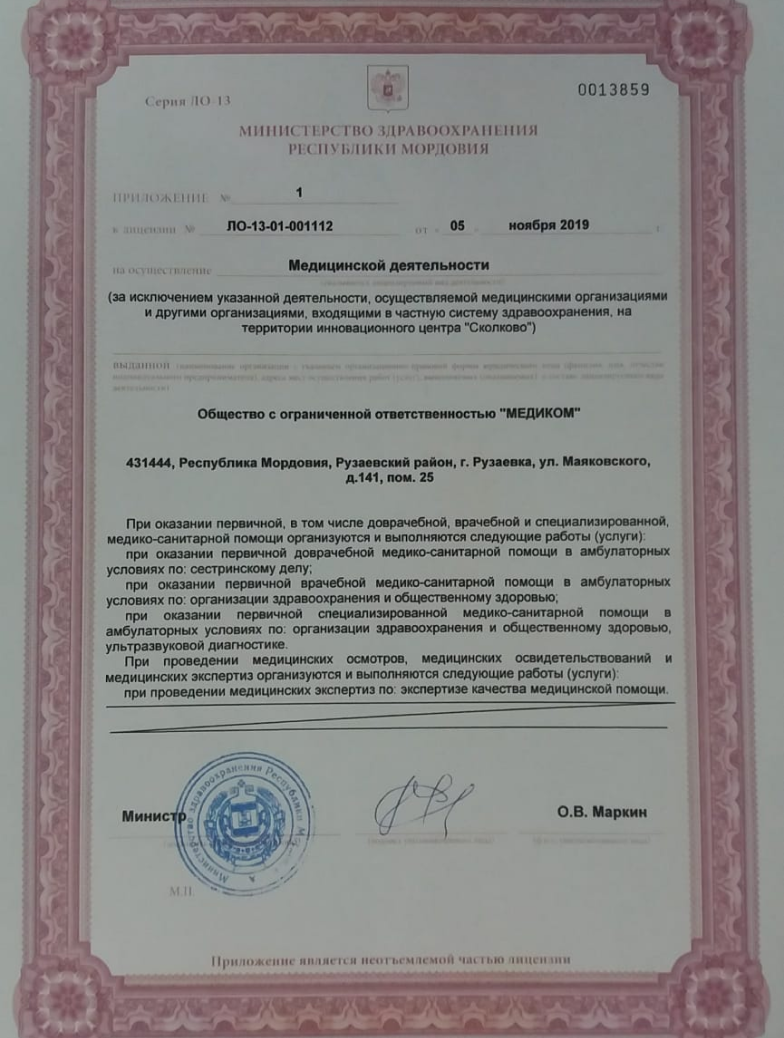 Серия ЛО-13
0013859
МИНИСТЕРСТВО ЗДРАВООХРАНЕНИЯ
РЕСПУБЛИКИ МОРДОВИЯ
ПРИЛОЖЕНИЕ № 1
к лицензии № ЛО-13-01-001112 от « 05 » ноября 2019 г
на осуществление Медицинской деятельности
(за исключением указанной деятельности, осуществляемой медицинскими организациями
и другими организациями, входящими в частную систему здравоохранения, на
территории инновационного центра "Сколково")
выданной
Общество с ограниченной ответственностью "МЕДИКОМ"
431444, Республика Мордовия, Рузаевский район, г. Рузаевка, ул. Маяковского,
д.141, пом. 25
При оказании первичной, в том числе доврачебной, врачебной и специализированной,
медико-санитарной помощи организуются и выполняются следующие работы (услуги):
при оказании первичной доврачебной медико-санитарной помощи в амбулаторных
условиях по: сестринскому делу;
при оказании первичной врачебной медико-санитарной помощи в амбулаторных
условиях по: организации здравоохранения и общественному здоровью;
при оказании первичной специализированной медико-санитарной помощи в
амбулаторных условиях по: организации здравоохранения и общественному здоровью,
ультразвуковой диагностике.
При проведении медицинских осмотров, медицинских освидетельствований и
медицинских экспертиз организуются и выполняются следующие работы (услуги):
при проведении медицинских экспертиз по: экспертизе качества медицинской помощи.
Министр
О.В. Маркин
Министерство здравоохранения Республики
М.П.
Приложение является неотъемлемой частью лицензии